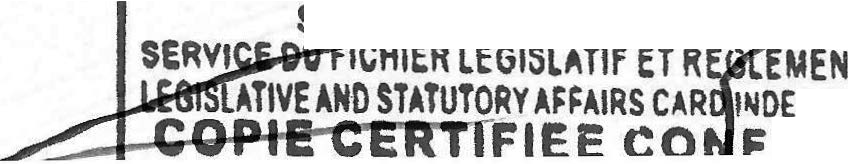 SERVICE DU FICHIER LEGISLATIF ET REGLEMEN
LEGISLATIVE AND STATUTORY AFFAIRS CARD INDE
COPIE CERTIFIEE CONF